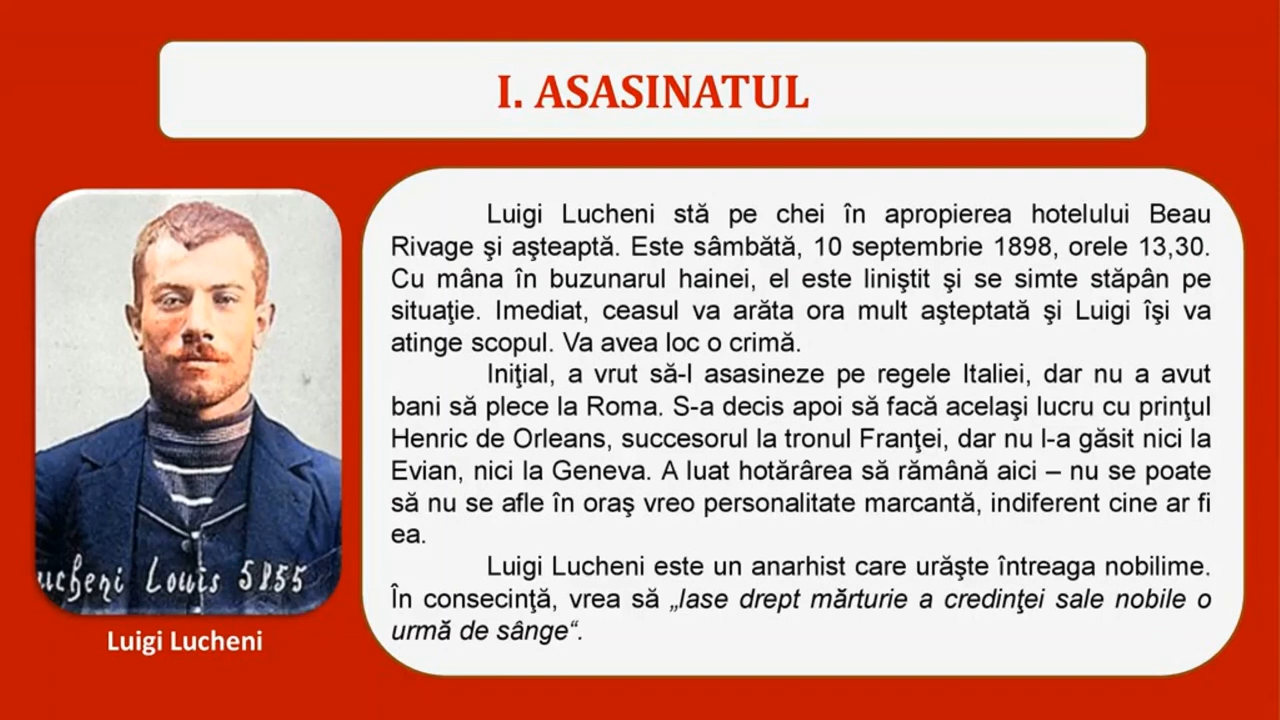 I. ASASINATUL
Luigi Lucheni stă pe chei în apropierea hotelului Beau
Rivage şi aşteaptă. Este sâmbătă, 10 septembrie 1898, orele 13,30.
Cu mâna în buzunarul hainei, el este liniştit şi se simte stăpân pe
situaţie. Imediat, ceasul va arăta ora mult aşteptată şi Luigi îşi va
atinge scopul. Va avea loc o crimă.
Iniţial, a vrut să-l asasineze pe regele Italiei, dar nu a avut
bani să plece la Roma. S-a decis apoi să facă acelaşi lucru cu prinţul
Henric de Orleans, succesorul la tronul Franţei, dar nu l-a găsit nici la
Evian, nici la Geneva. A luat hotărârea să rămână aici – nu se poate
să nu se afle în oraş vreo personalitate marcantă, indiferent cine ar fi
ea.
Luigi Lucheni este un anarhist care urăşte întreaga nobilime.
În consecinţă, vrea să „lase drept mărturie a credinţei sale nobile o
urmă de sânge“.
ucheni Louis 5855
Luigi Lucheni